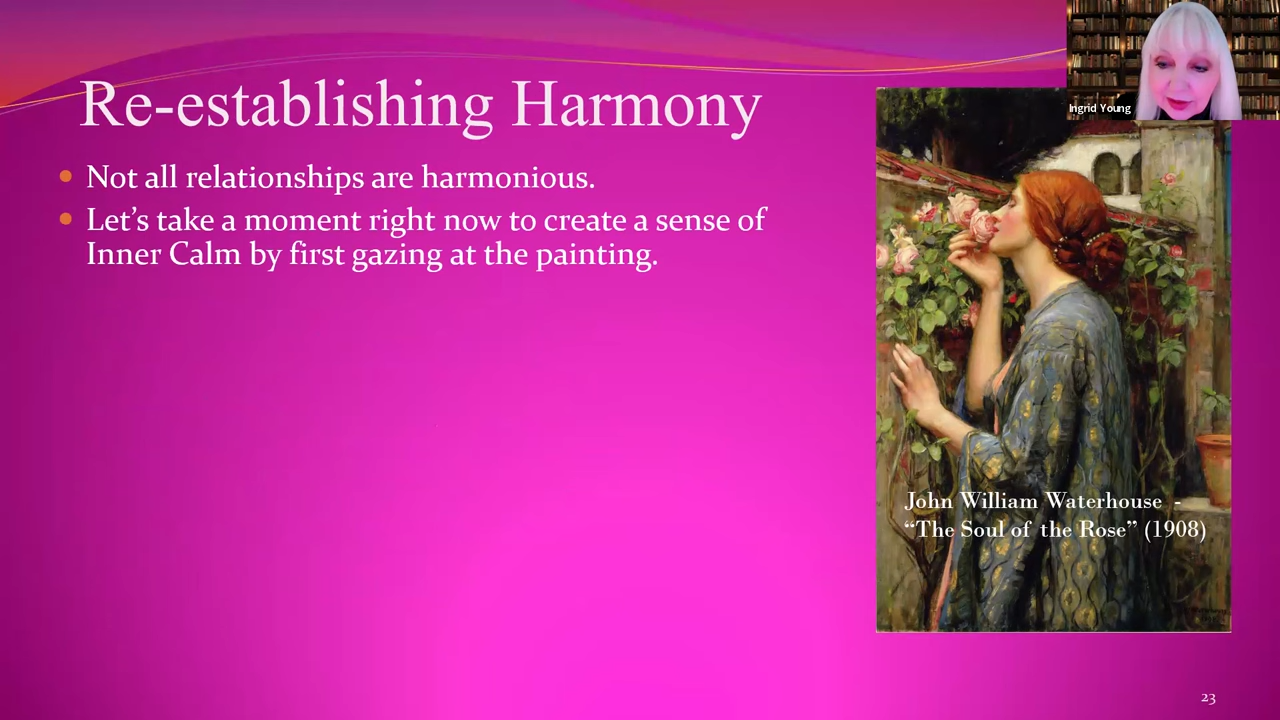 Re-establishing Harmony
Ingrid Young
• Not all relationships are harmonious.
• Let’s take a moment right now to create a sense of
Inner Calm by first gazing at the painting.
John William Waterhouse -
“The Soul of the Rose” (1908)
23